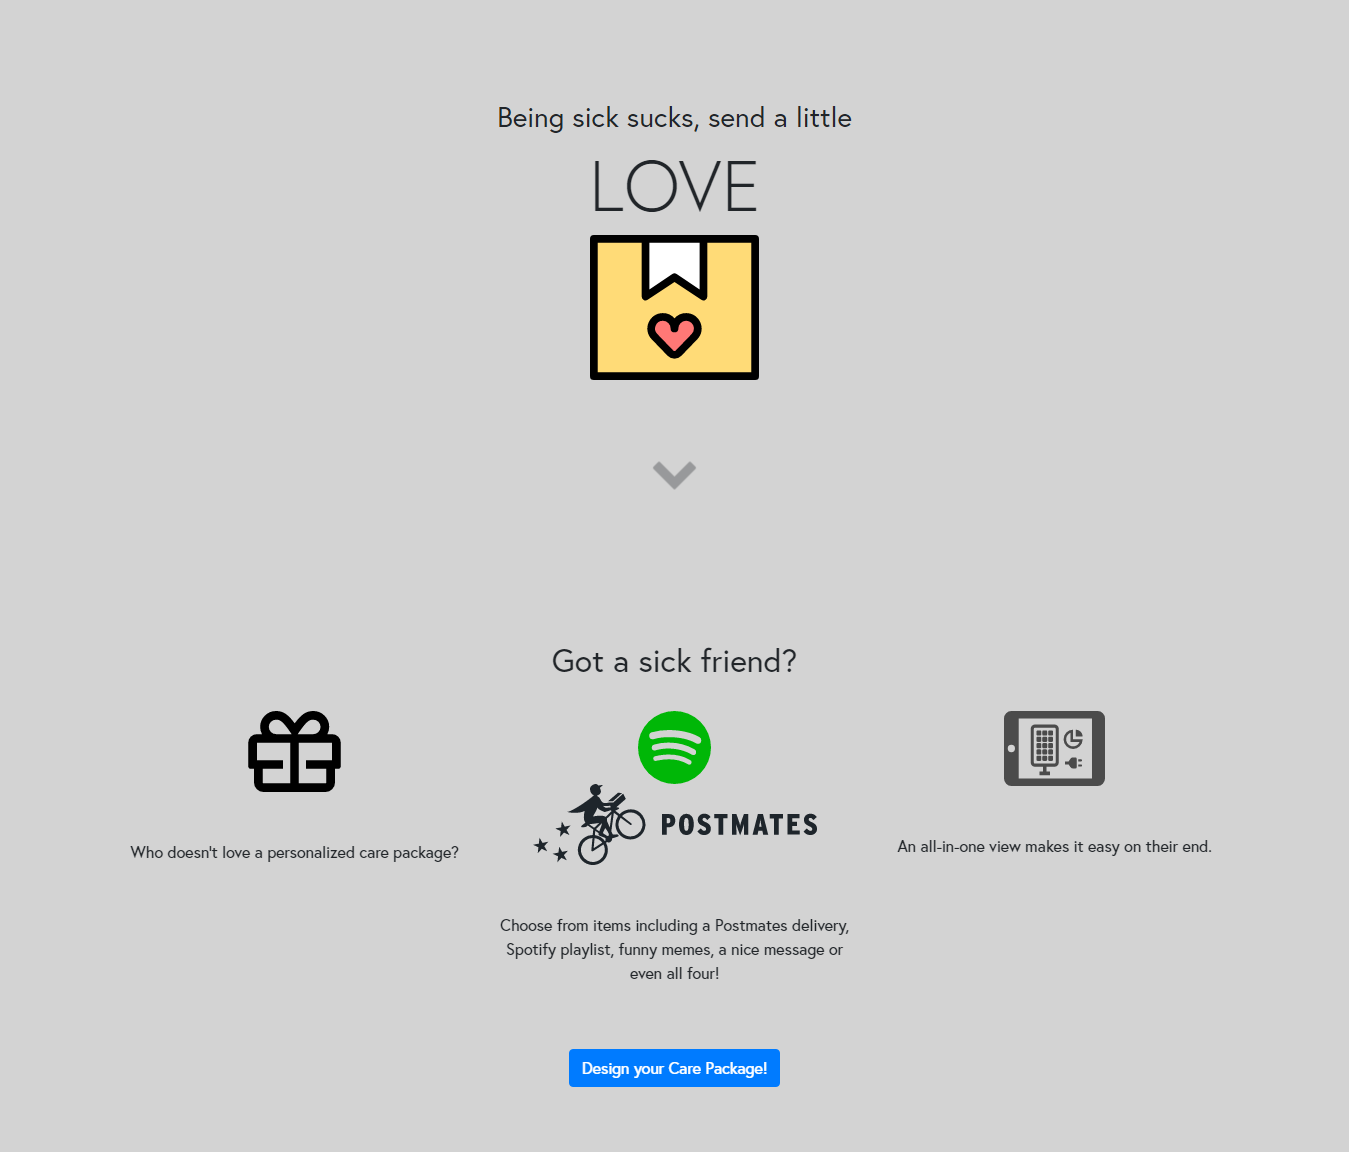 Being sick sucks, send a little
LOVE
Got a sick friend?
Who doesn't love a personalized care package?
POSTMATES
Choose from items including a Postmates delivery,
Spotify playlist, funny memes, a nice message or
even all four!
An all-in-one view makes it easy on their end.
Design your Care Package!